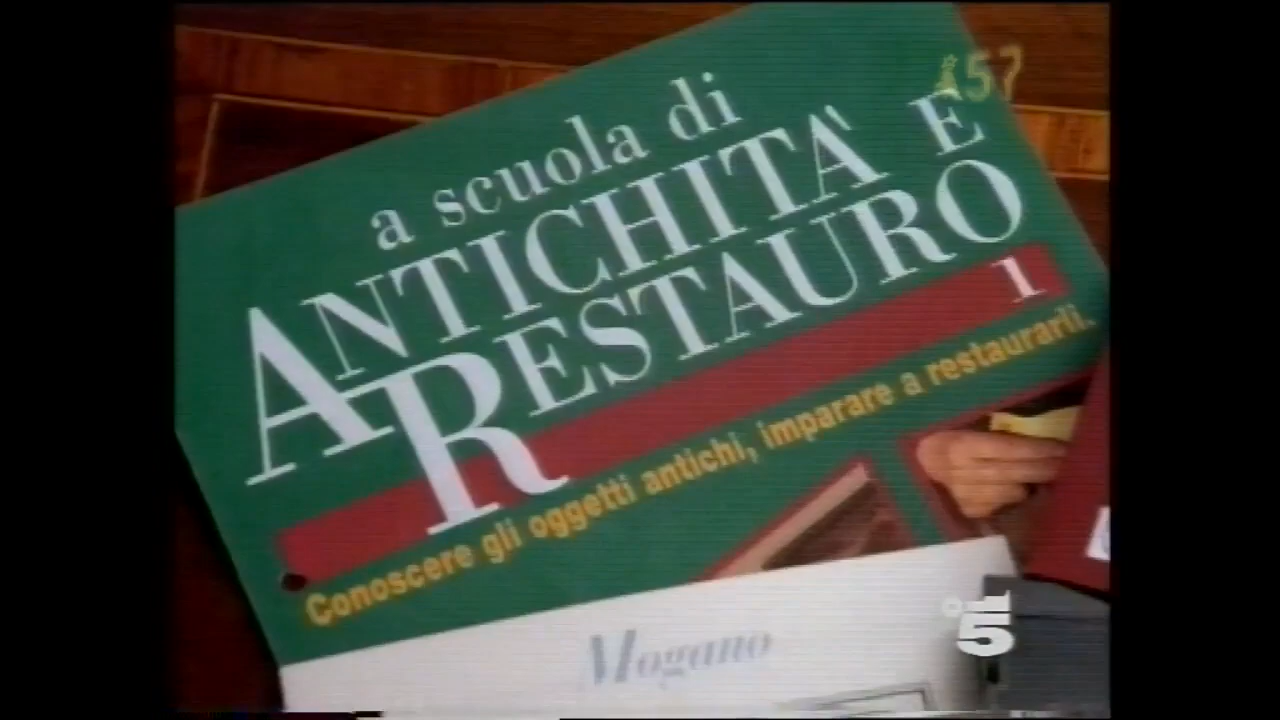 57
a scuola di
ANTICHITÀ E
RESTAURO
1
Conoscere gli oggetti antichi, imparare a restaurarli.
Mogano
5